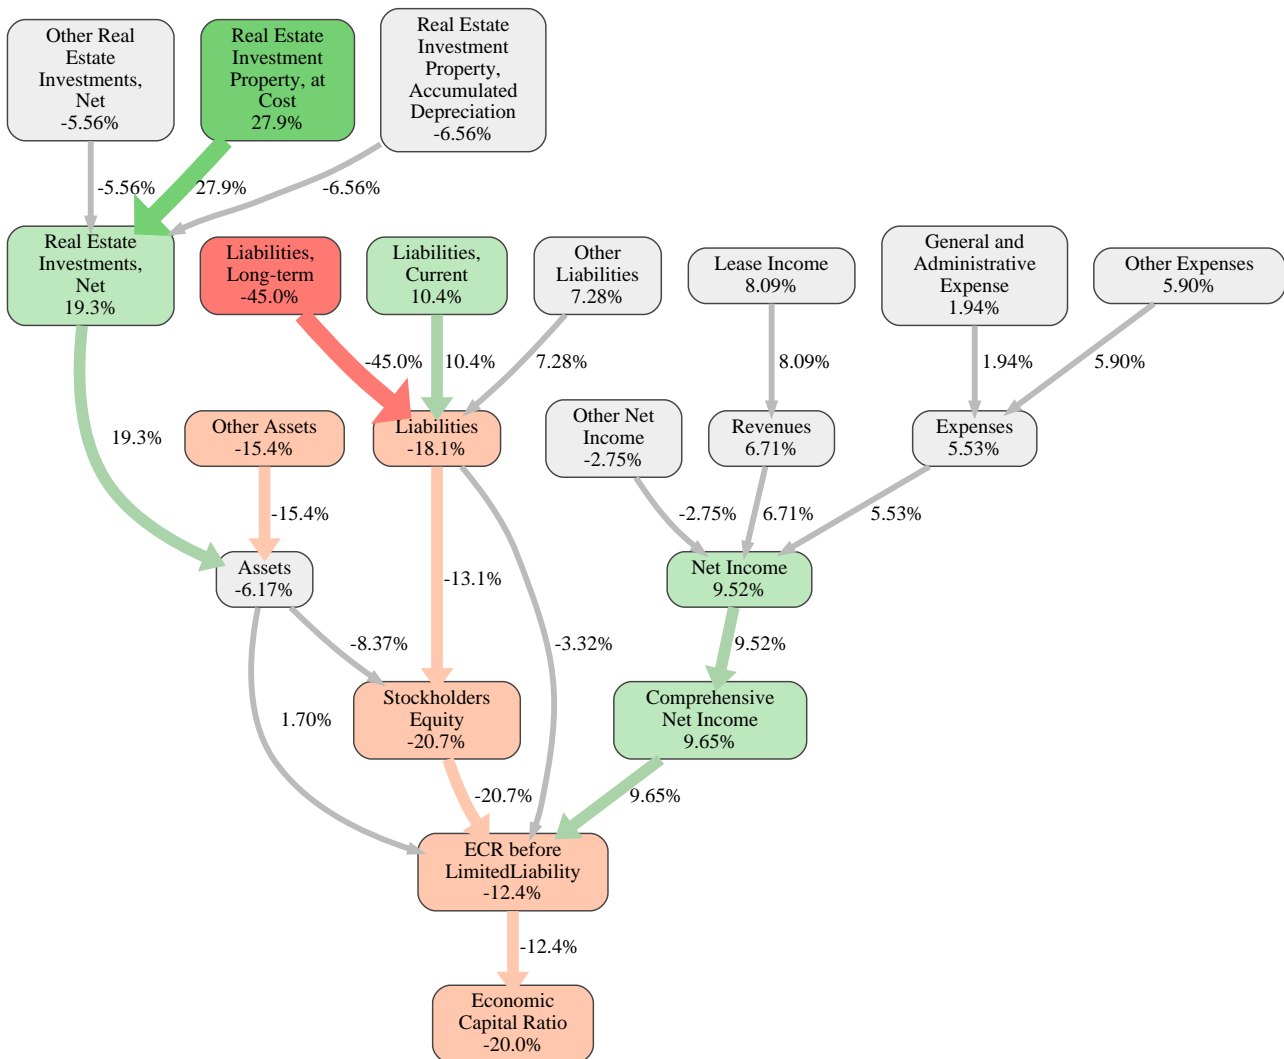 Other Real
Estate
Investments,
Net
-5.56%
Real Estate
Investment
Property, at
Cost
27.9%
Real Estate
Investment
Property,
Accumulated
Depreciation
-6.56%
-5.56%
27.9%
-6.56%
Real Estate
Investments,
Net
19.3%
Liabilities,
Long-term
-45.0%
Liabilities,
Current
10.4%
Other
Liabilities
7.28%
Lease Income
8.09%
General and
Administrative
Expense
1.94%
Other Expenses
5.90%
-45.0%
10.4%
7.28%
8.09%
1.94%
5.90%
19.3%
Other Assets
-15.4%
Liabilities
-18.1%
Other Net
Income
-2.75%
Revenues
6.71%
Expenses
5.53%
-15.4%
-2.75%
6.71%
5.53%
Assets
-6.17%
-13.1%
Net Income
9.52%
-8.37%
-3.32%
9.52%
1.70%
Stockholders
Equity
-20.7%
Comprehensive
Net Income
9.65%
-20.7%
9.65%
ECR before
LimitedLiability
-12.4%
-12.4%
Economic
Capital Ratio
-20.0%